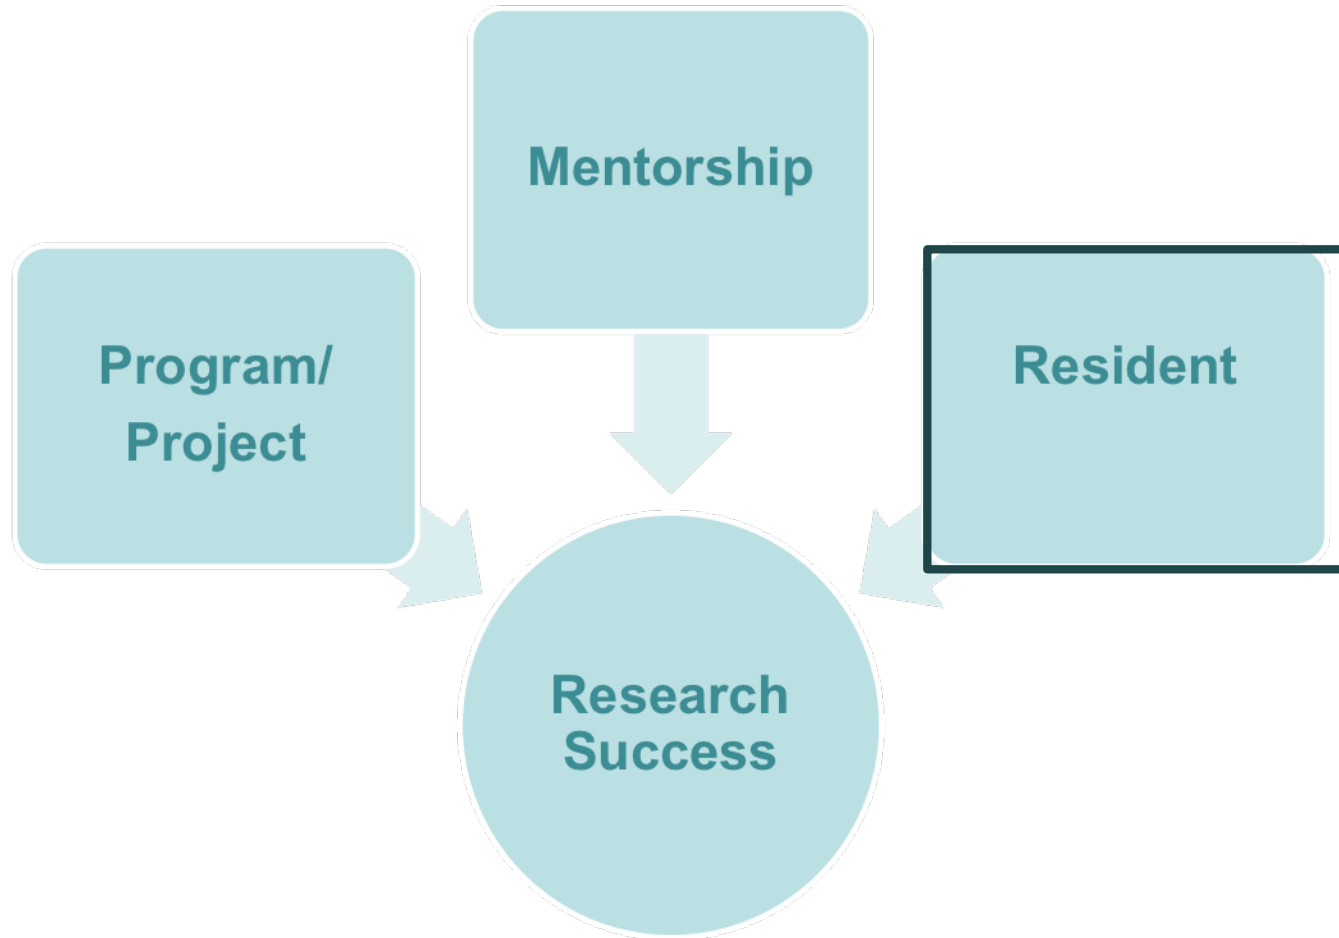 Mentorship
Program/
Project
Resident
Research
Success